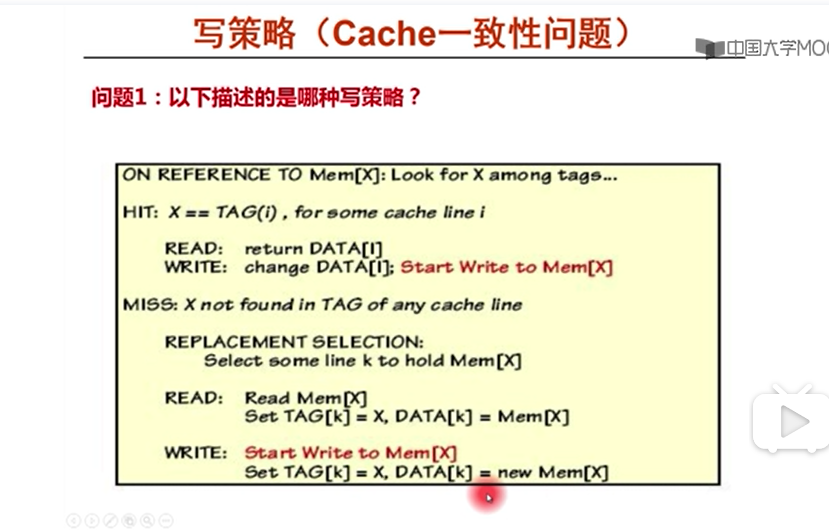 写策略（Cache一致性问题）
中国大学MOO
问题1：以下描述的是哪种写策略？
ON REFERENCE TO Mem[X]: Look for X among tags...
HIT: X == TAG(i) , for some cache line i
READ: return DATA[I]
WRITE: change DATA[I]; Start Write to Mem[X]
MISS: X not found in TAG of any cache line
REPLACEMENT SELECTION:
Select some line k to hold Mem[X]
READ: Read Mem[X]
Set TAG[k] = X, DATA[k] = Mem[X]
WRITE: Start Write to Mem[X]
Set TAG[k] = X, DATA[k] = new Mem[X]